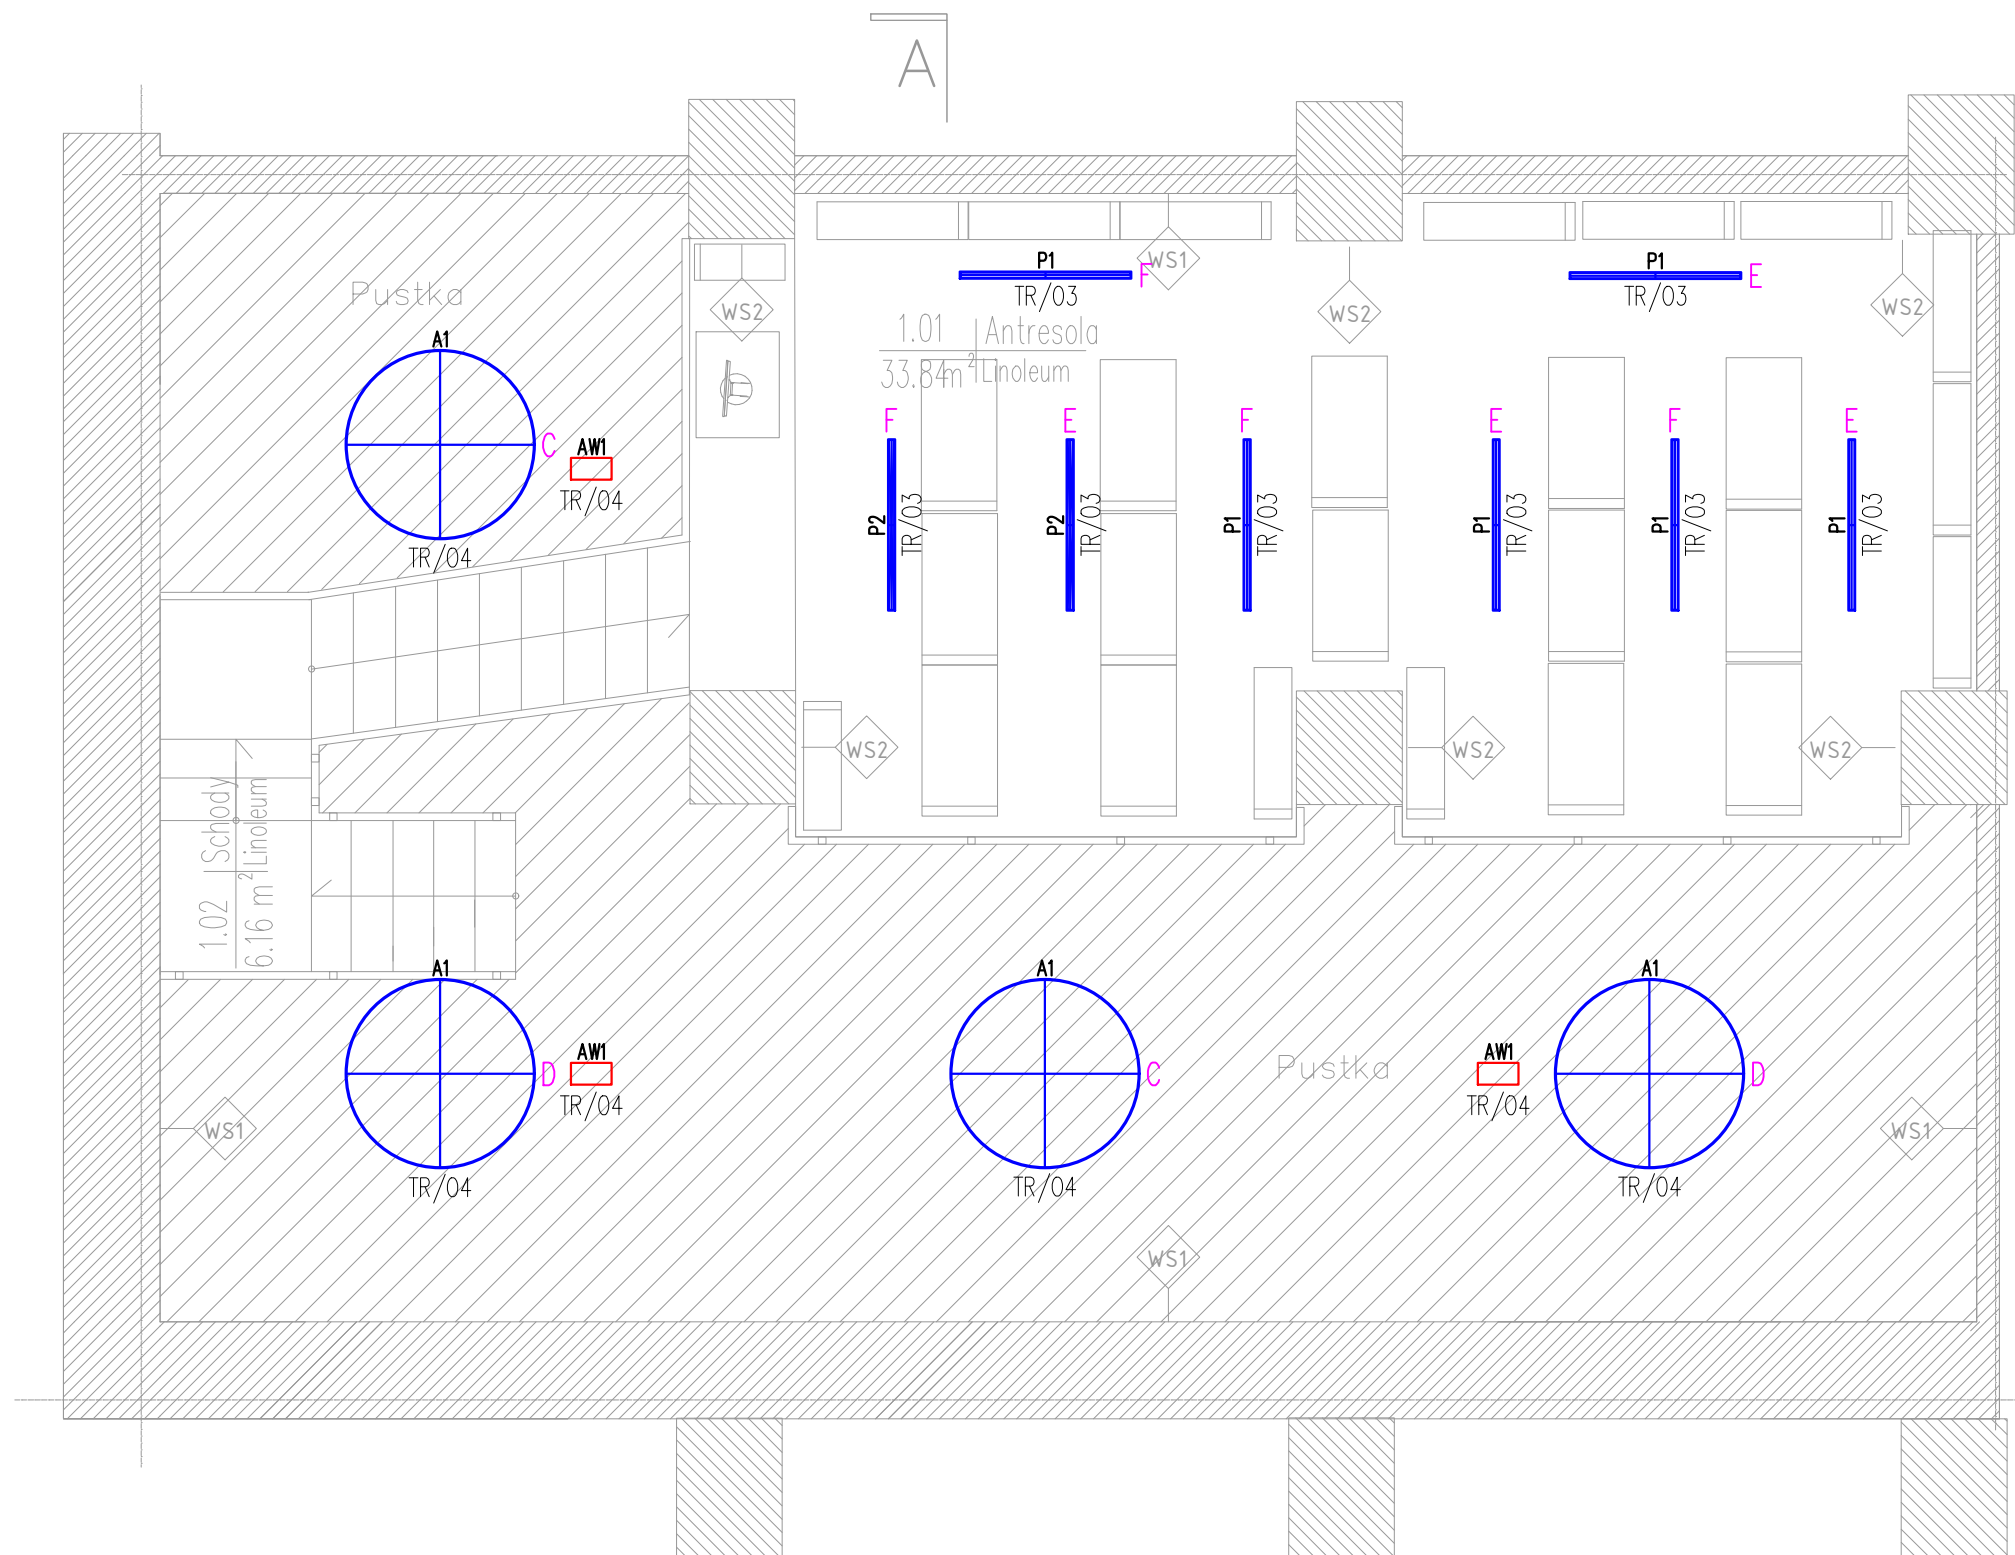 A
Pustka
A1
C
TR/04
AW1
TR/04
WS2
P1
F
TR/03
WS1
1.01
Antresola
33.84m²
Linoleum
WS2
P1
E
TR/03
WS2
F
P2
TR/03
E
P2
TR/03
F
P1
TR/03
E
P1
TR/03
F
P1
TR/03
E
P1
TR/03
WS2
WS2
WS2
1.02
Schody
6.16 m²
Linoleum
A1
D
TR/04
AW1
TR/04
A1
C
TR/04
Pustka
AW1
TR/04
A1
D
TR/04
WS1
WS1
WS1